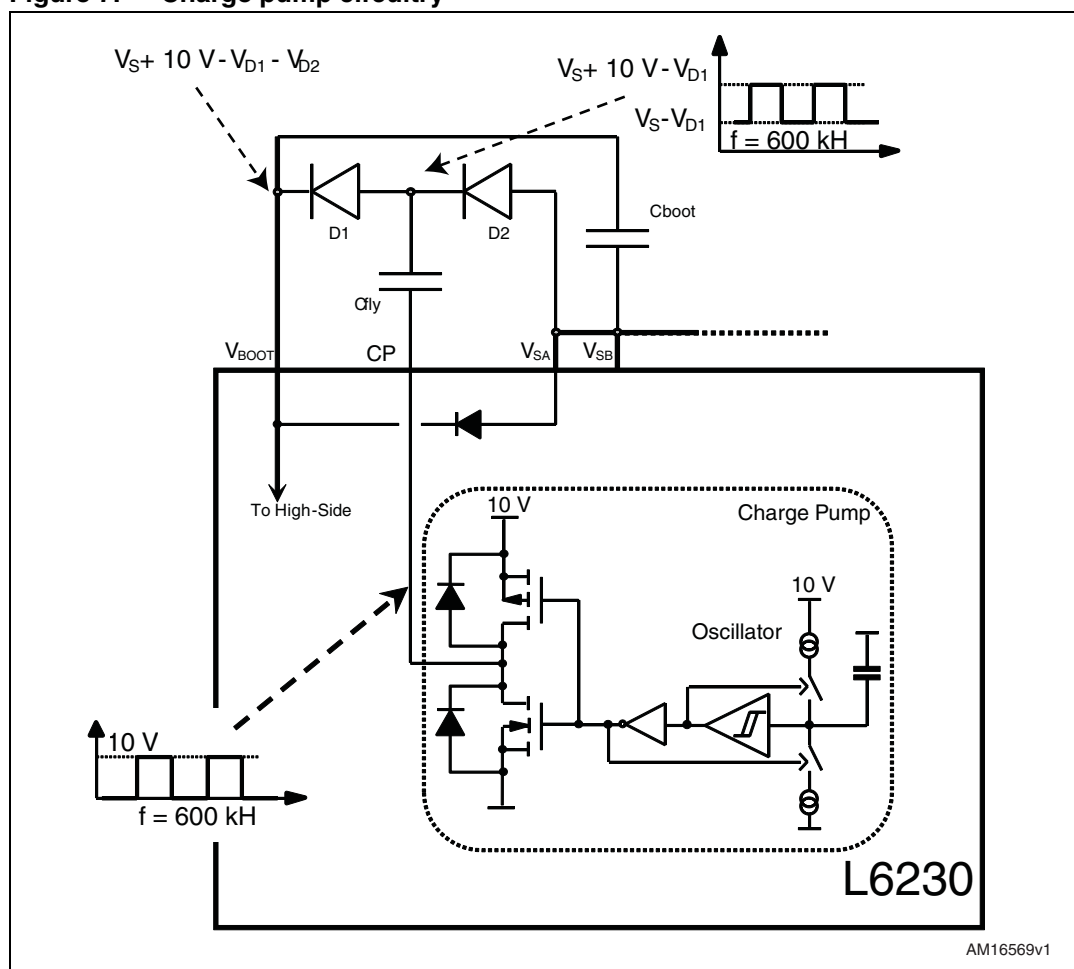 Figure 17. Charge pump circuitry
VS+ 10 V - VD1 - VD2
VS+ 10 V - VD1
VS - VD1
f = 600 kH
D1
D2
Cboot
Cfly
VBOOT
CP
VSA
VSB
To High-Side
10 V
Charge Pump
10 V
Oscillator
10 V
f = 600 kH
L6230
AM16569v1